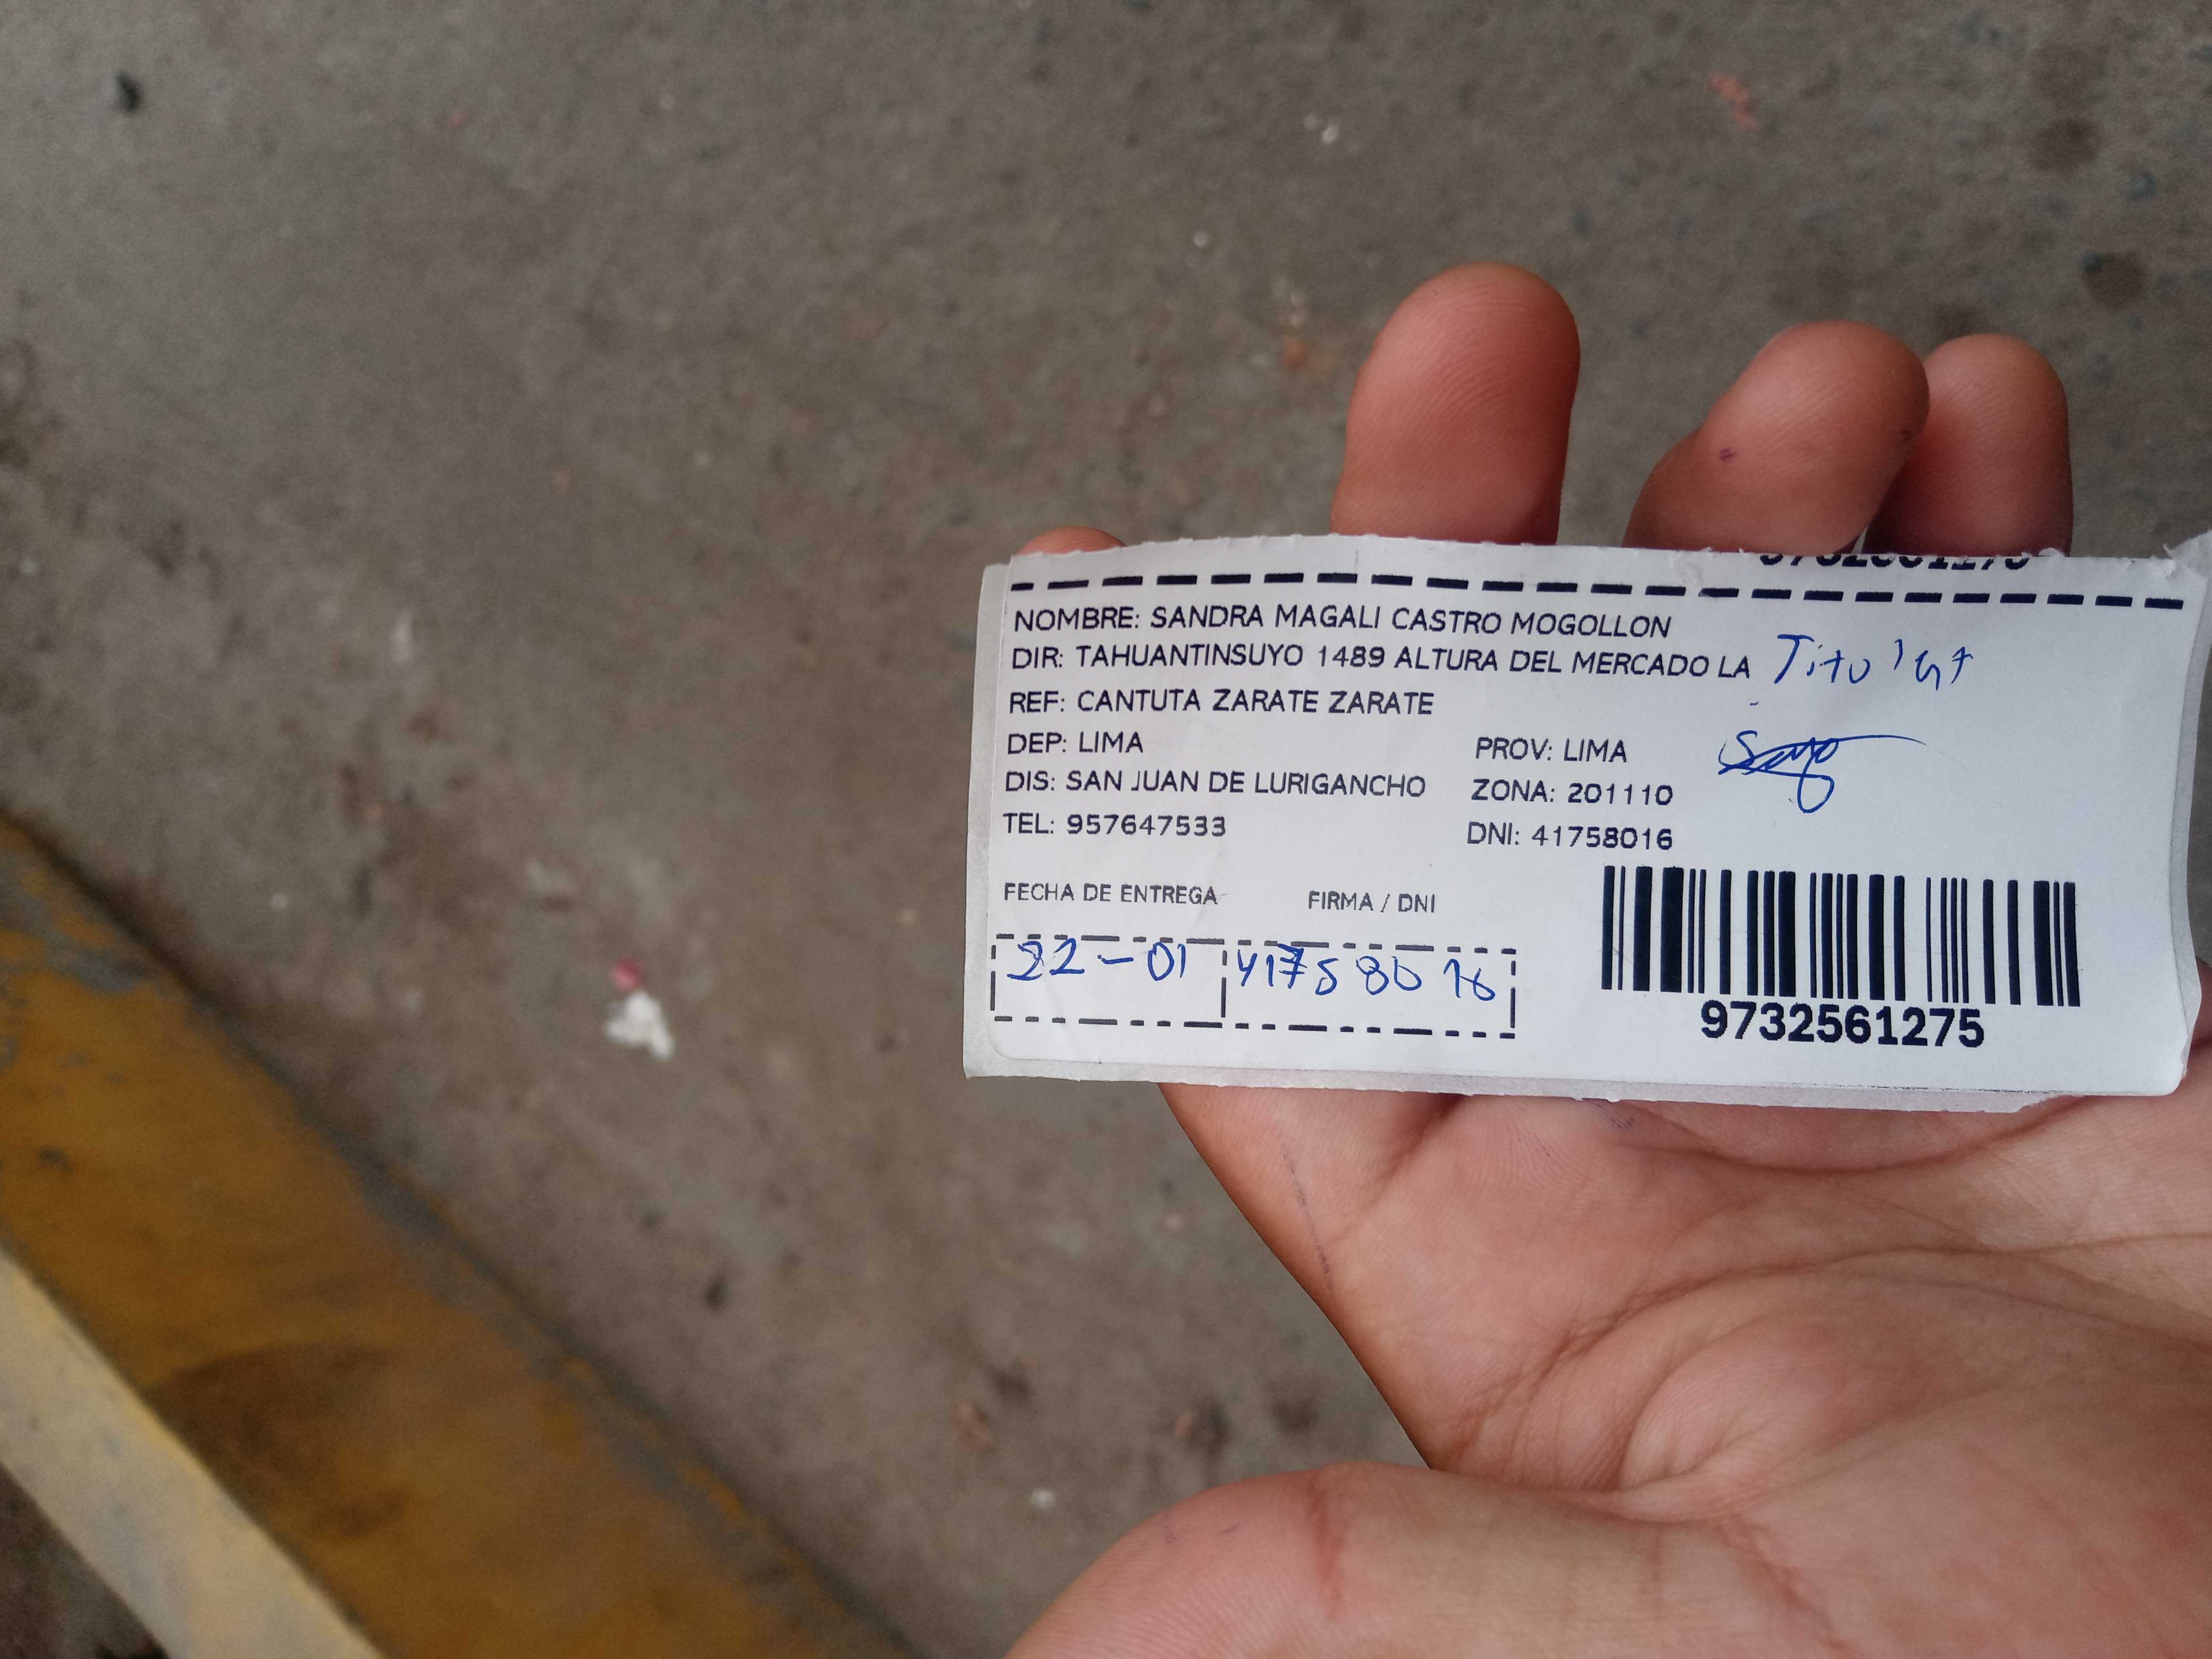 NOMBRE: SANDRA MAGALI CASTRO MOGOLLON
DIR: TAHUANTINSUYO 1489 ALTURA DEL MERCADO LA
Titular
REF: CANTUTA ZARATE ZARATE
DEP: LIMA PROV: LIMA
DIS: SAN JUAN DE LURIGANCHO ZONA: 201110
TEL: 957647533 DNI: 41758016
FECHA DE ENTREGA FIRMA / DNI
22-01 41758016
9732561275